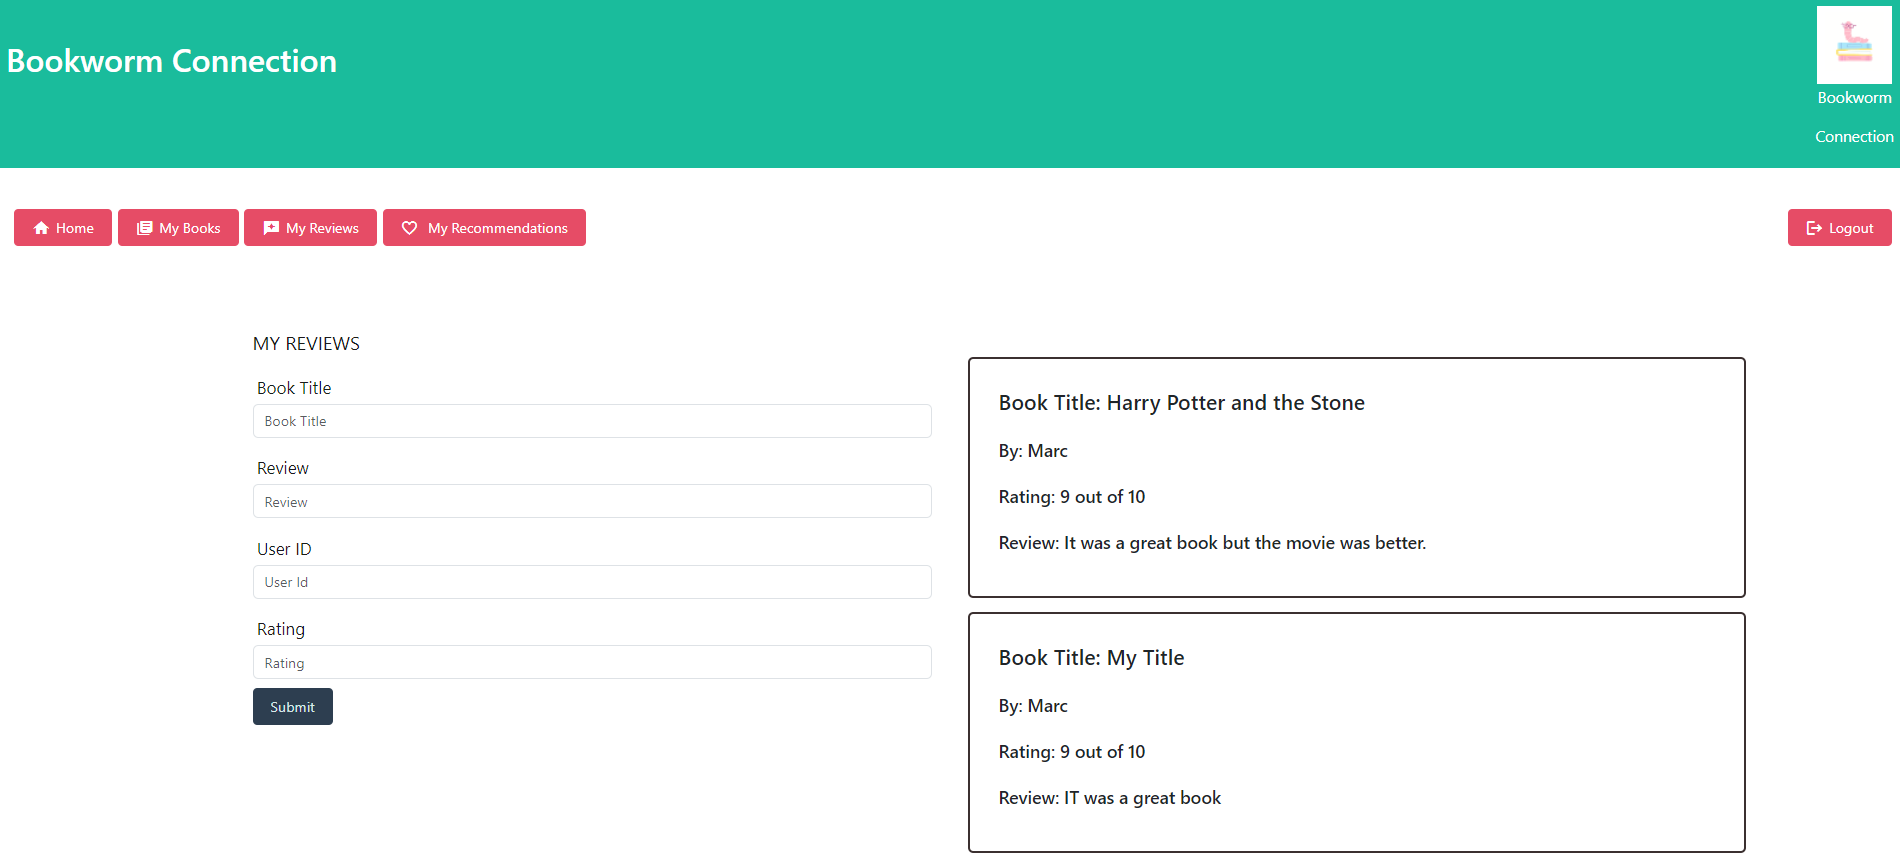 Bookworm Connection
Bookworm
Connection
Home
My Books
My Reviews
My Recommendations
Logout
MY REVIEWS
Book Title
Book Title
Review
Review
User ID
User Id
Rating
Rating
Submit
Book Title: Harry Potter and the Stone
By: Marc
Rating: 9 out of 10
Review: It was a great book but the movie was better.
Book Title: My Title
By: Marc
Rating: 9 out of 10
Review: IT was a great book